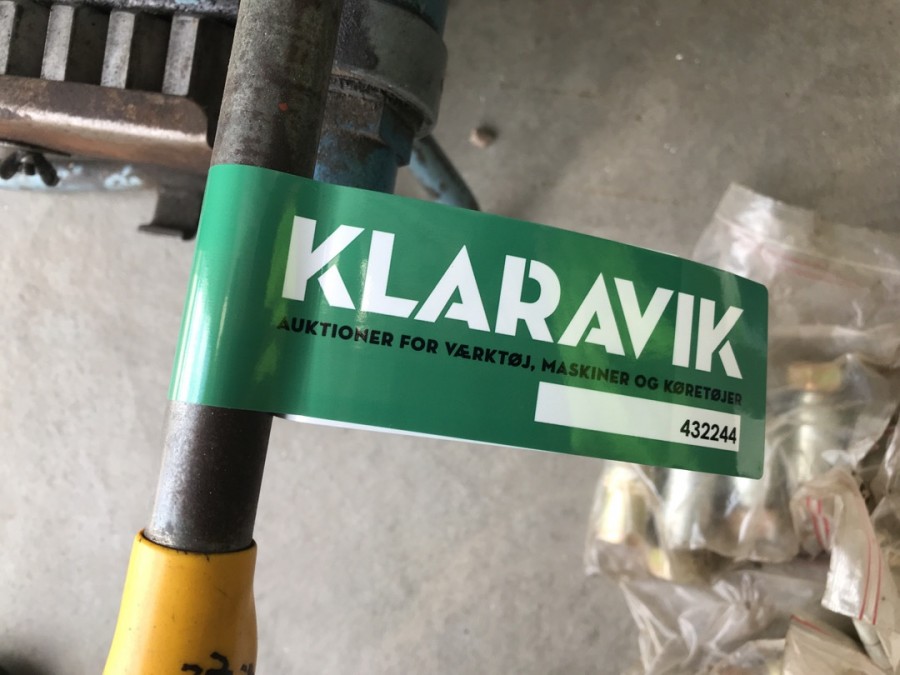 KLARAVIK
AUKTIONER FOR VÆRKTØJ, MASKINER OG KØRETØJER
432244